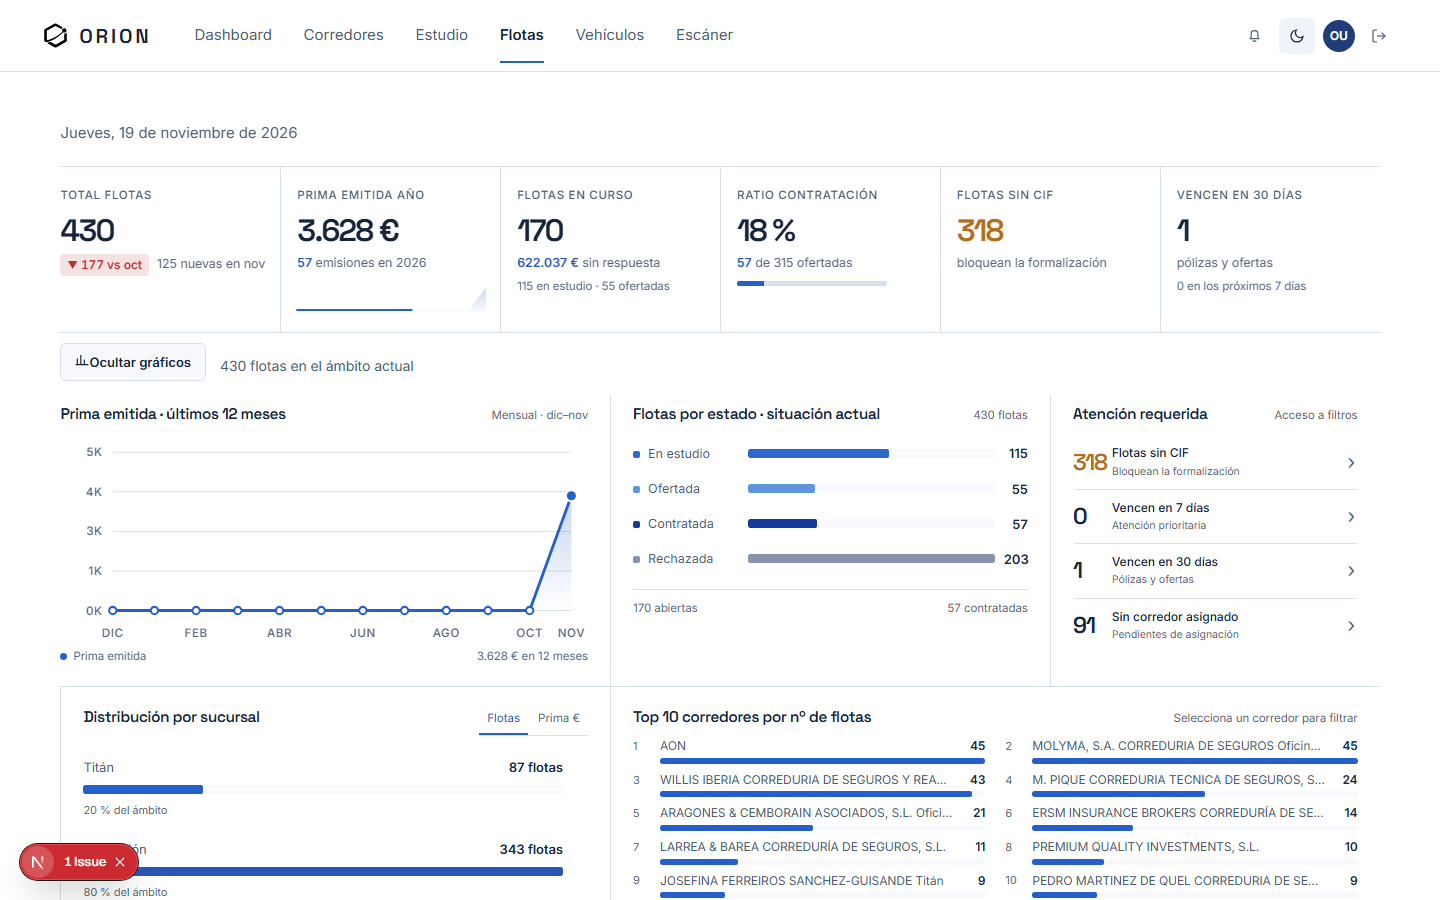 ORION
Dashboard
Corredores
Estudio
Flotas
Vehículos
Escáner
OU
Jueves, 19 de noviembre de 2026
TOTAL FLOTAS
430
▼ 177 vs oct
125 nuevas en nov
PRIMA EMITIDA AÑO
3.628 €
57 emisiones en 2026
FLOTAS EN CURSO
170
622.037 € sin respuesta
115 en estudio · 55 ofertadas
RATIO CONTRATACIÓN
18 %
57 de 315 ofertadas
FLOTAS SIN CIF
318
bloquean la formalización
VENCEN EN 30 DÍAS
1
pólizas y ofertas
0 en los próximos 7 días
Ocultar gráficos
430 flotas en el ámbito actual
Prima emitida · últimos 12 meses
Mensual · dic–nov
5K
4K
3K
1K
0K
DIC
FEB
ABR
JUN
AGO
OCT
NOV
Prima emitida
3.628 € en 12 meses
Flotas por estado · situación actual
430 flotas
En estudio
115
Ofertada
55
Contratada
57
Rechazada
203
170 abiertas
57 contratadas
Atención requerida
Acceso a filtros
318
Flotas sin CIF
Bloquean la formalización
0
Vencen en 7 días
Atención prioritaria
1
Vencen en 30 días
Pólizas y ofertas
91
Sin corredor asignado
Pendientes de asignación
Distribución por sucursal
Flotas
Prima €
Titán
87 flotas
20 % del ámbito
ón
343 flotas
80 % del ámbito
N
1 Issue
Top 10 corredores por nº de flotas
Selecciona un corredor para filtrar
1 AON 45
2 MOLYMA, S.A. CORREDURIA DE SEGUROS Oficin... 45
3 WILLIS IBERIA CORREDURIA DE SEGUROS Y REA... 43
4 M. PIQUE CORREDURIA TECNICA DE SEGUROS, S... 24
5 ARAGONES & CEMBORAIN ASOCIADOS, S.L. Ofici... 21
6 ERSM INSURANCE BROKERS CORREDURÍA DE SE... 14
7 LARREA & BAREA CORREDURÍA DE SEGUROS, S.L. 11
8 PREMIUM QUALITY INVESTMENTS, S.L. 10
9 JOSEFINA FERREIROS SANCHEZ-GUISANDE Titán 9
10 PEDRO MARTINEZ DE QUEL CORREDURIA DE SE... 9